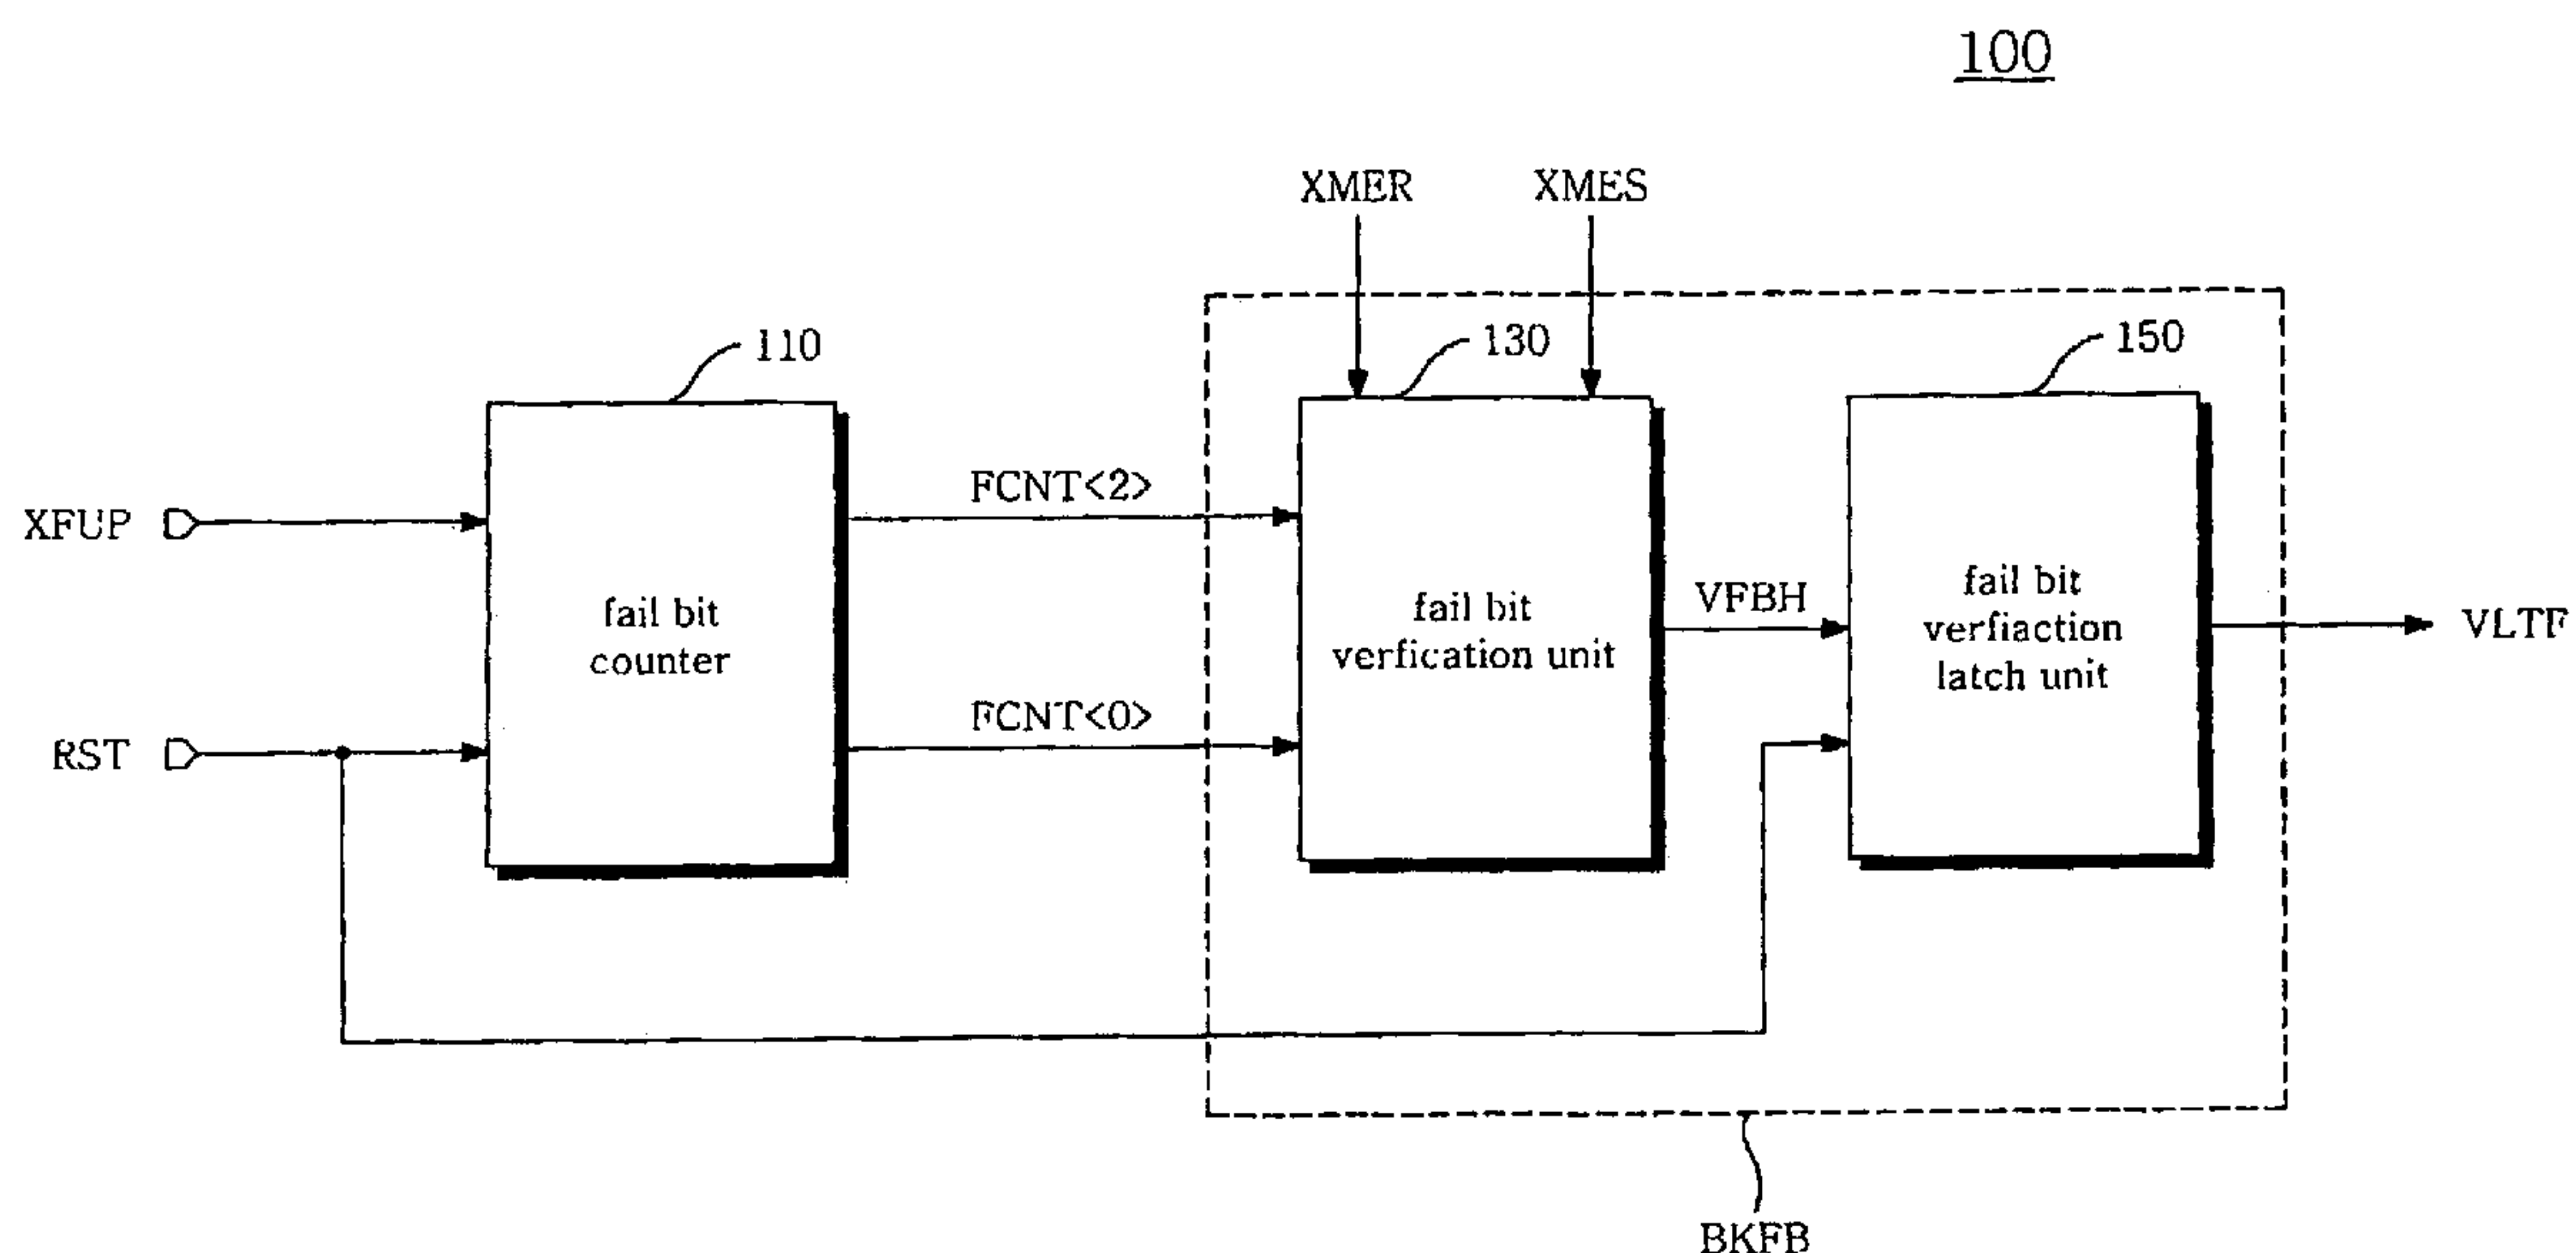 100
XMER XMES
110
130
150
XFUP
RST
fail bit
counter
FCNT<2>
FCNT<0>
fail bit
verfication unit
VFBH
fail bit
verfiaction
latch unit
VLTF
BKFB